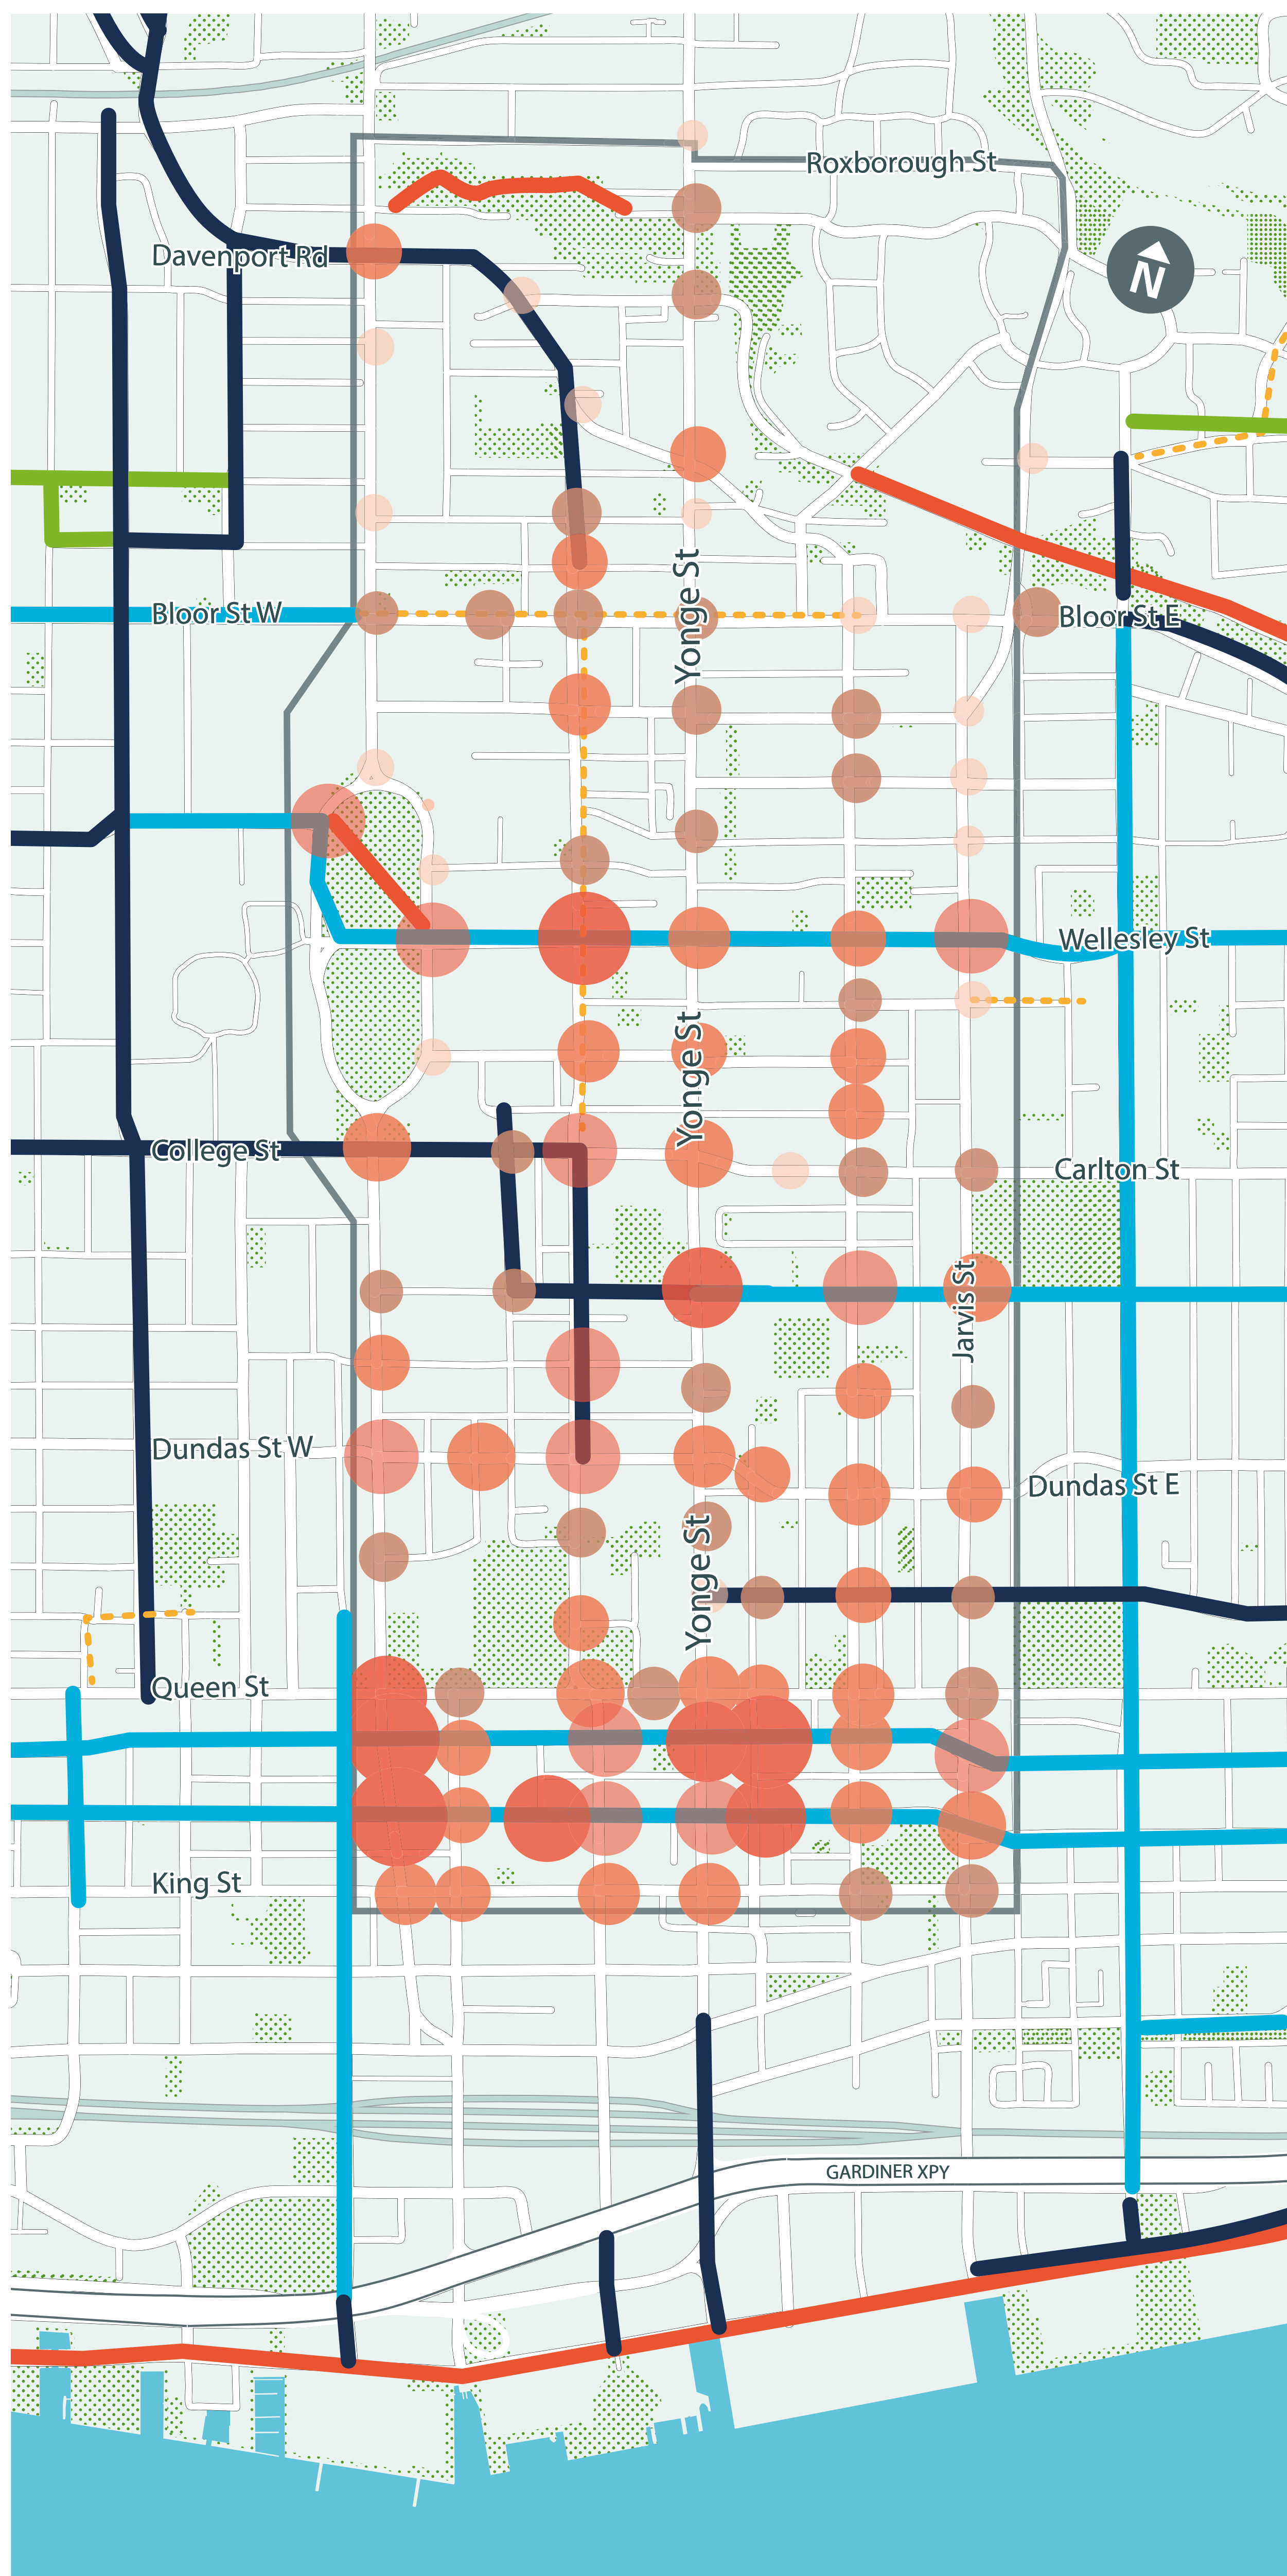 Roxborough St
Davenport Rd
N
Yonge St
Bloor St W
Bloor St E
Wellesley St
Yonge St
College St
Carlton St
Jarvis St
Dundas St W
Dundas St E
Yonge St
Queen St
King St
GARDINER XPY